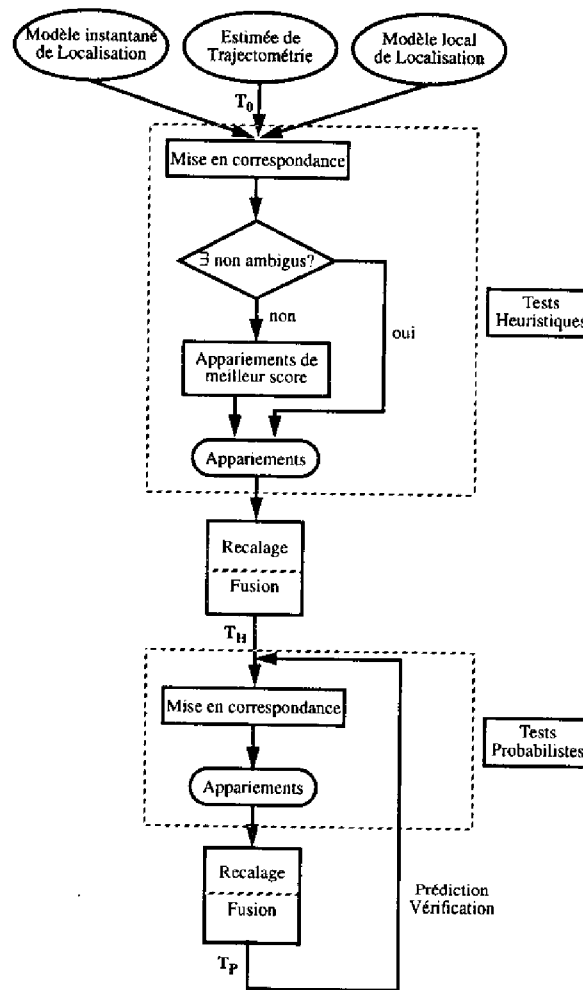 Modèle instantané
de Localisation
Estimée de
Trajectométrie
Modèle local
de Localisation
T0
Mise en correspondance
∃ non ambigus?
non
oui
Appariements de
meilleur score
Appariements
Tests
Heuristiques
Recalage
Fusion
TH
Mise en correspondance
Appariements
Tests
Probabilistes
Recalage
Fusion
Prédiction
Vérification
TP